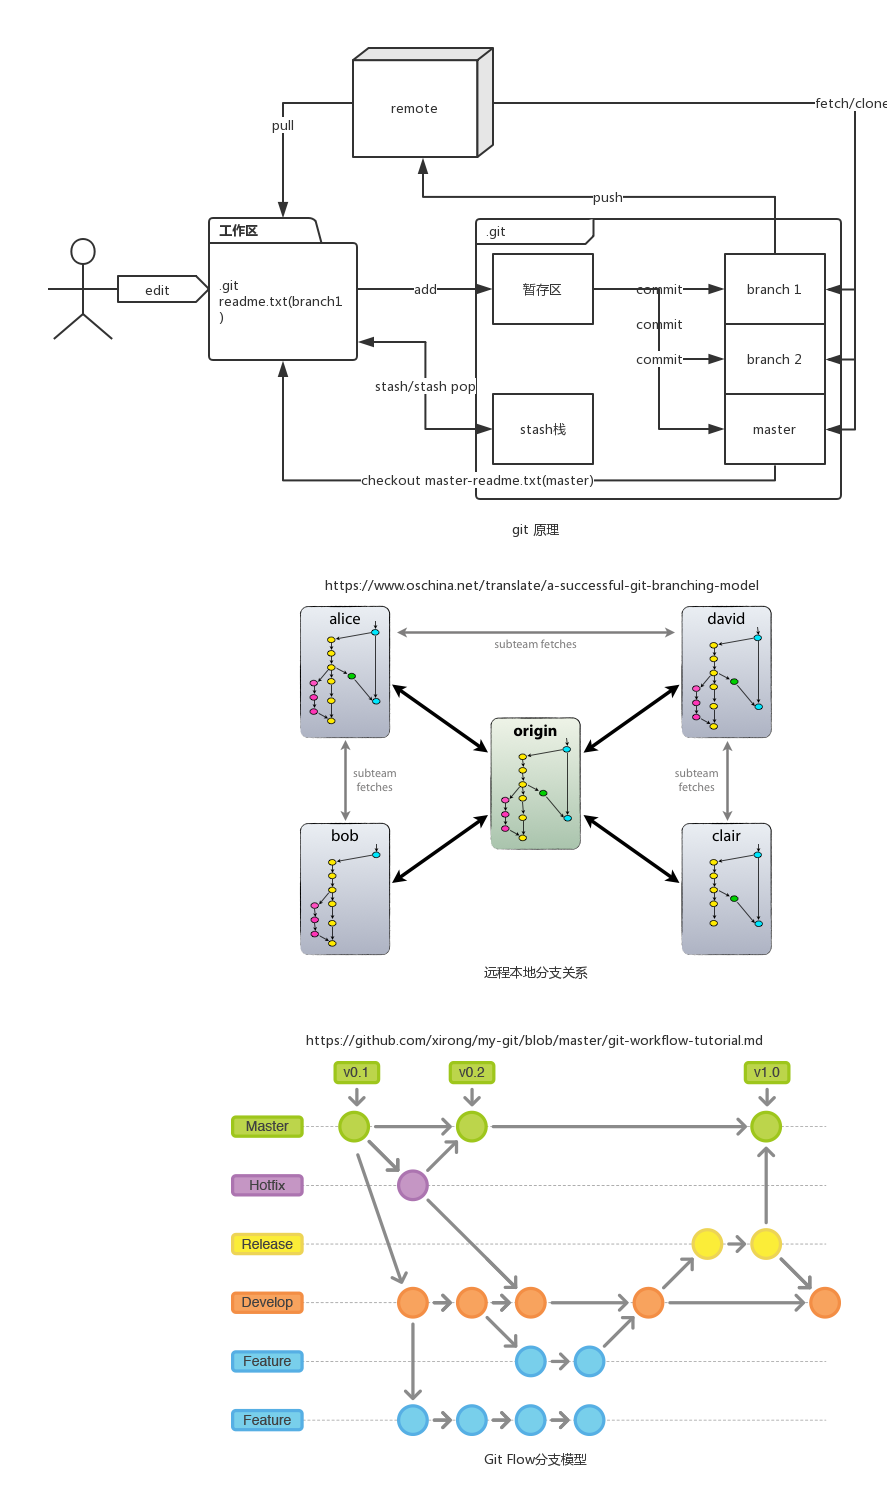 remote
fetch/clone
pull
push
工作区
.git
edit
.git
readme.txt(branch1
)
add
暂存区
commit
branch 1
commit
commit
branch 2
stash/stash pop
stash栈
master
checkout master-readme.txt(master)
git 原理
https://www.oschina.net/translate/a-successful-git-branching-model
alice
david
subteam fetches
origin
subteam
fetches
subteam
fetches
bob
clair
远程本地分支关系
https://github.com/xirong/my-git/blob/master/git-workflow-tutorial.md
v0.1
v0.2
v1.0
Master
Hotfix
Release
Develop
Feature
Feature
Git Flow分支模型